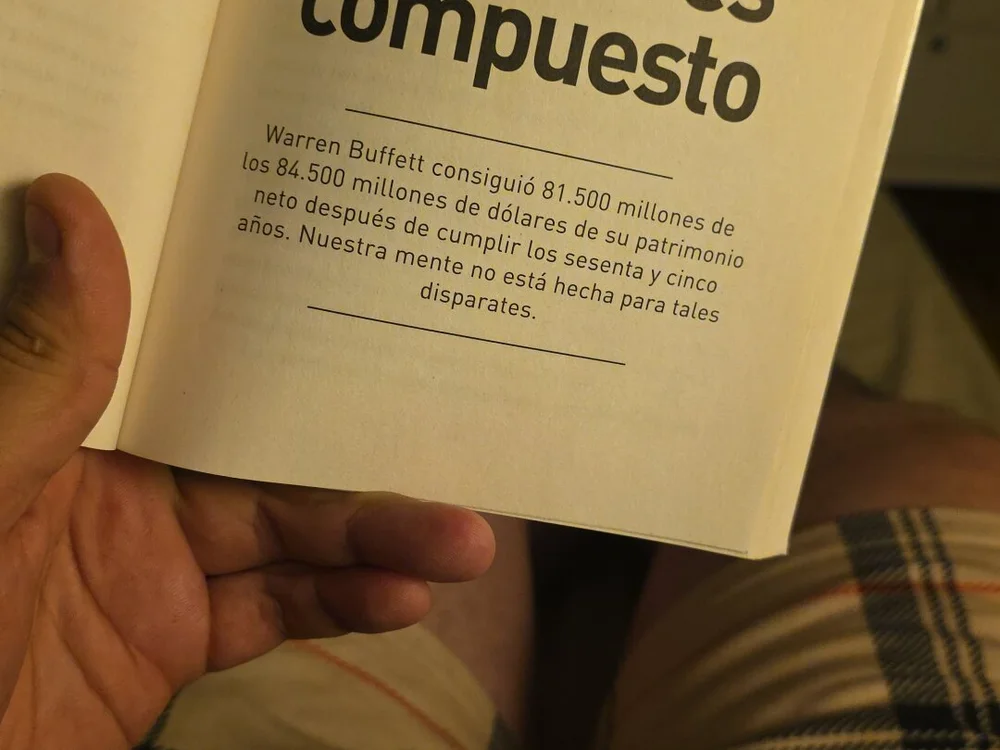 compuesto
Warren Buffett consiguió 81.500 millones de
los 84.500 millones de dólares de su patrimonio
neto después de cumplir los sesenta y cinco
años. Nuestra mente no está hecha para tales
disparates.